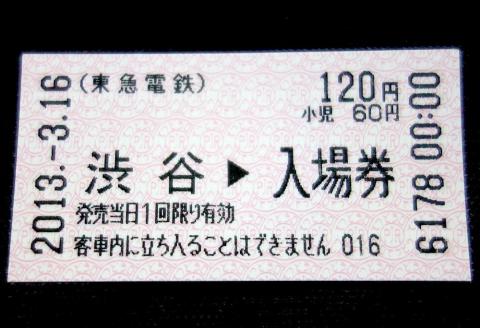 2013.-3.16
(東急電鉄)
120円
小児 60円
渋谷▶入場券
発売当日1回限り有効
客車内に立ち入ることはできません 016
6178 00:00